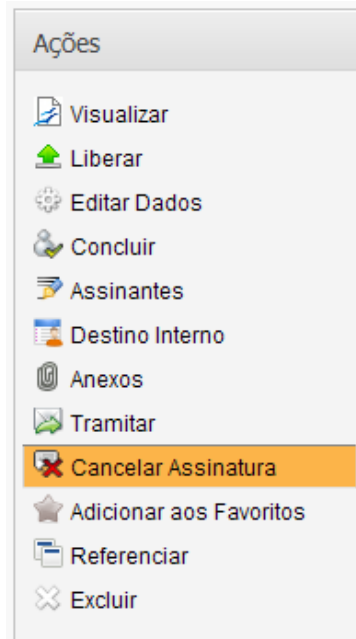 Ações
Visualizar
Liberar
Editar Dados
Concluir
Assinantes
Destino Interno
Anexos
Tramitar
Cancelar Assinatura
Adicionar aos Favoritos
Referenciar
Excluir